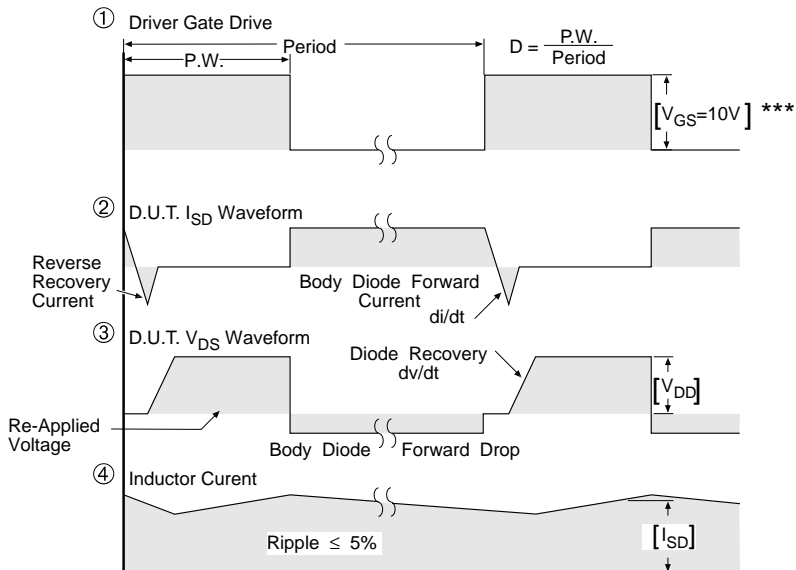 ① Driver Gate Drive
Period
P.W.
D = P.W.
Period
[VGS=10V] ***
② D.U.T. ISD Waveform
Reverse
Recovery
Current
Body Diode Forward
Current
di/dt
③ D.U.T. VDS Waveform
Diode Recovery
dv/dt
[VDD]
Re-Applied
Voltage
Body Diode Forward Drop
④ Inductor Curent
Ripple ≤ 5%
[ISD]